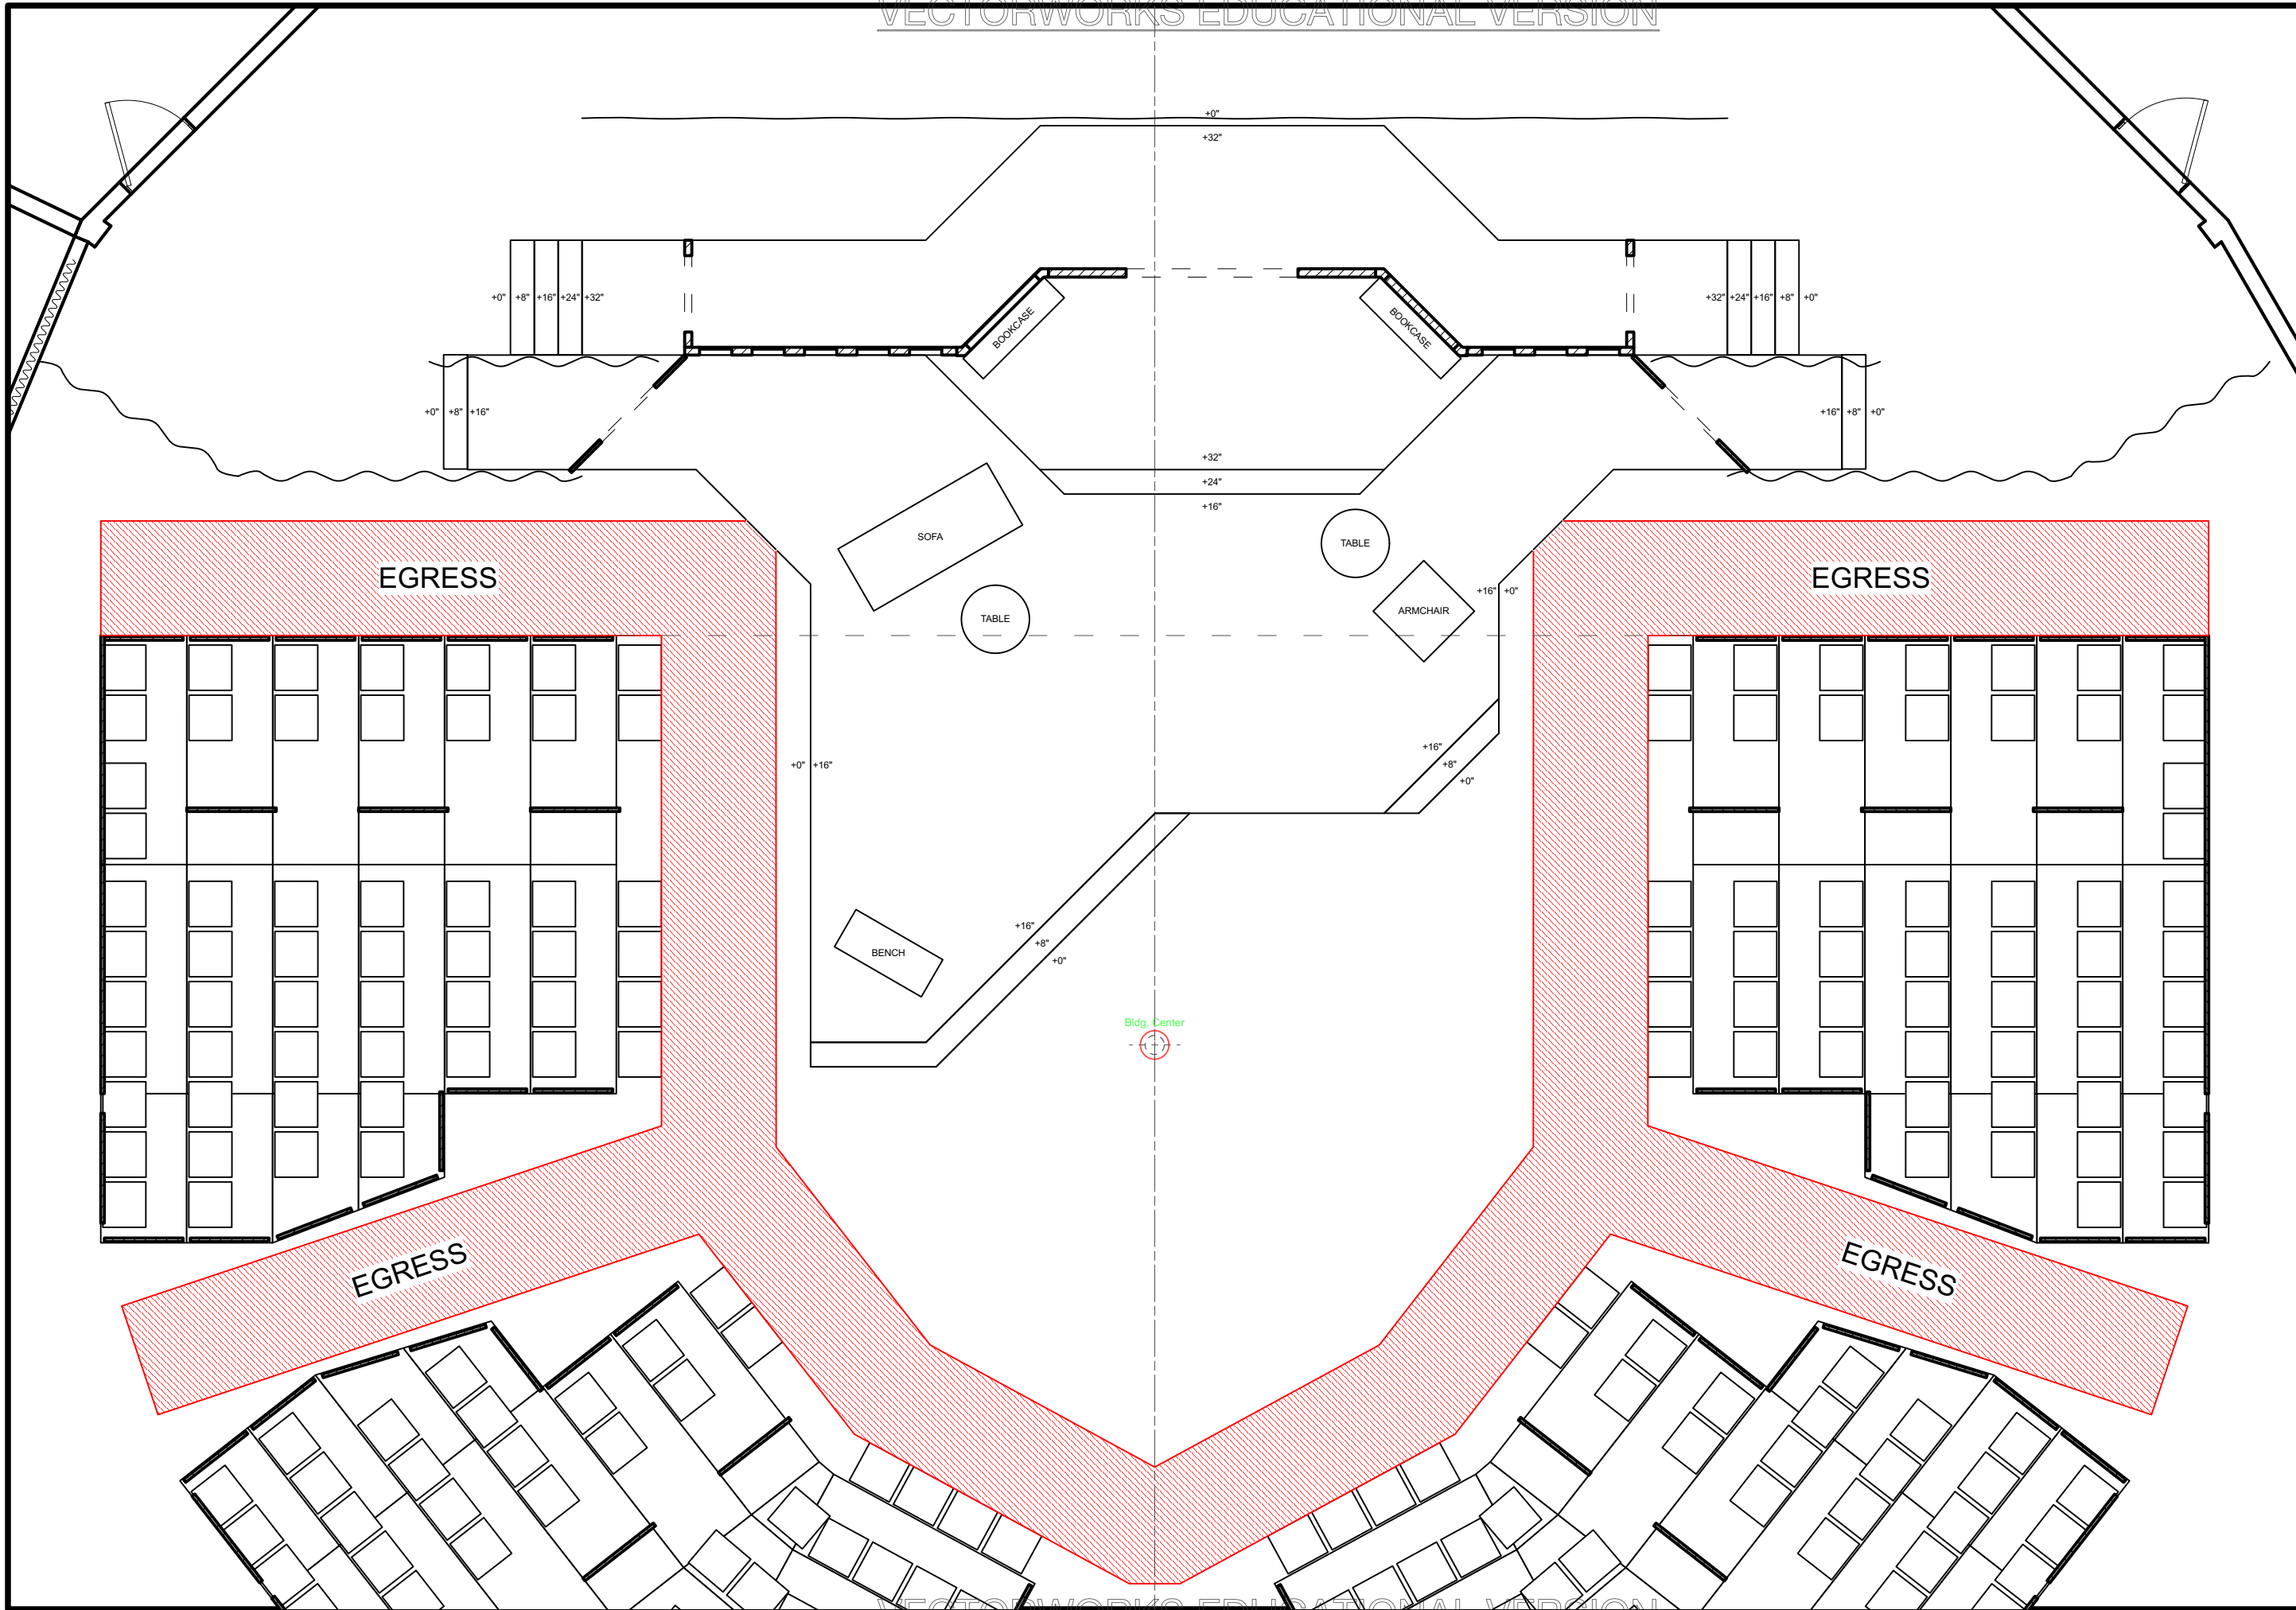 VECTORWORKS EDUCATIONAL VERSION
+0"
+32"
+0" +8" +16" +24" +32"
+32" +24" +16" +8" +0"
BOOKCASE
BOOKCASE
+0" +8" +16"
+16" +8" +0"
+32"
+24"
+16"
SOFA
TABLE
EGRESS
EGRESS
TABLE
ARMCHAIR
+16" +0"
+16"
+8"
+0"
+0" +16"
+16"
+8"
+0"
BENCH
Bldg. Center
EGRESS
EGRESS
VECTORWORKS EDUCATIONAL VERSION